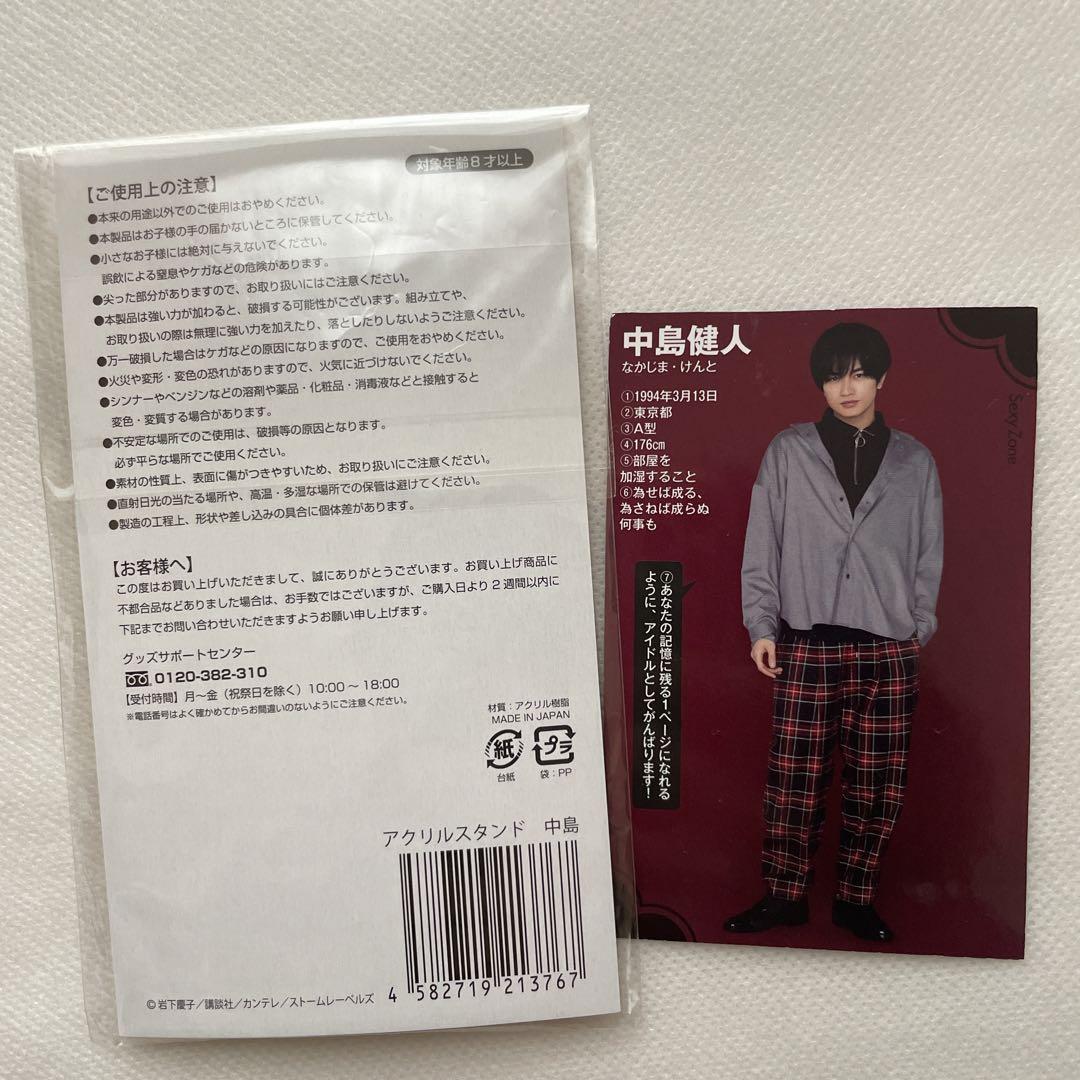 対象年齢8才以上
【ご使用上の注意】
●本来の用途以外でのご使用はおやめください。
●本製品はお子様の手の届かないところに保管してください。
●小さなお子様には絶対に与えないでください。
誤飲による窒息やケガなどの危険があります。
●尖った部分がありますので、お取り扱いにはご注意ください。
●本製品は強い力が加わると、破損する可能性がございます。組み立てや、
お取り扱いの際は無理に強い力を加えたり、落としたりしないようご注意ください。
●万一破損した場合はケガなどの原因になりますので、ご使用をおやめください。
●火災や変形・変色の恐れがありますので、火気に近づけないでください。
●シンナーやベンジンなどの溶剤や薬品・化粧品・消毒液などと接触すると
変色・変質する場合があります。
●不安定な場所でのご使用は、破損等の原因となります。
必ず平らな場所でご使用ください。
●素材の性質上、表面に傷がつきやすいため、お取り扱いにご注意ください。
●直射日光の当たる場所や、高温・多湿な場所での保管は避けてください。
●製造の工程上、形状や差し込みの具合に個体差があります。
【お客様へ】
この度はお買い上げいただきまして、誠にありがとうございます。お買い上げ商品に
不都合品などありました場合は、お手数ではございますが、ご購入日より2週間以内に
下記までお問い合わせいただきますようお願い申し上げます。
グッズサポートセンター
0120-382-310
【受付時間】月〜金（祝祭日を除く）10:00〜18:00
※電話番号はよく確かめてからお間違いのないようにご注意ください。
材質：アクリル樹脂
MADE IN JAPAN
紙 プラ
台紙 袋：PP
アクリルスタンド 中島
4 582719 213767
©岩下慶子／講談社／カンテレ／ストームレーベルズ
中島健人
なかじま・けんと
①1994年3月13日
②東京都
③A型
④176cm
⑤部屋を
加湿すること
⑥為せば成る、
為さねば成らぬ
何事も
⑦あなたの記憶に残る1ページになれる
ように、アイドルとしてがんばります！
Sexy Zone